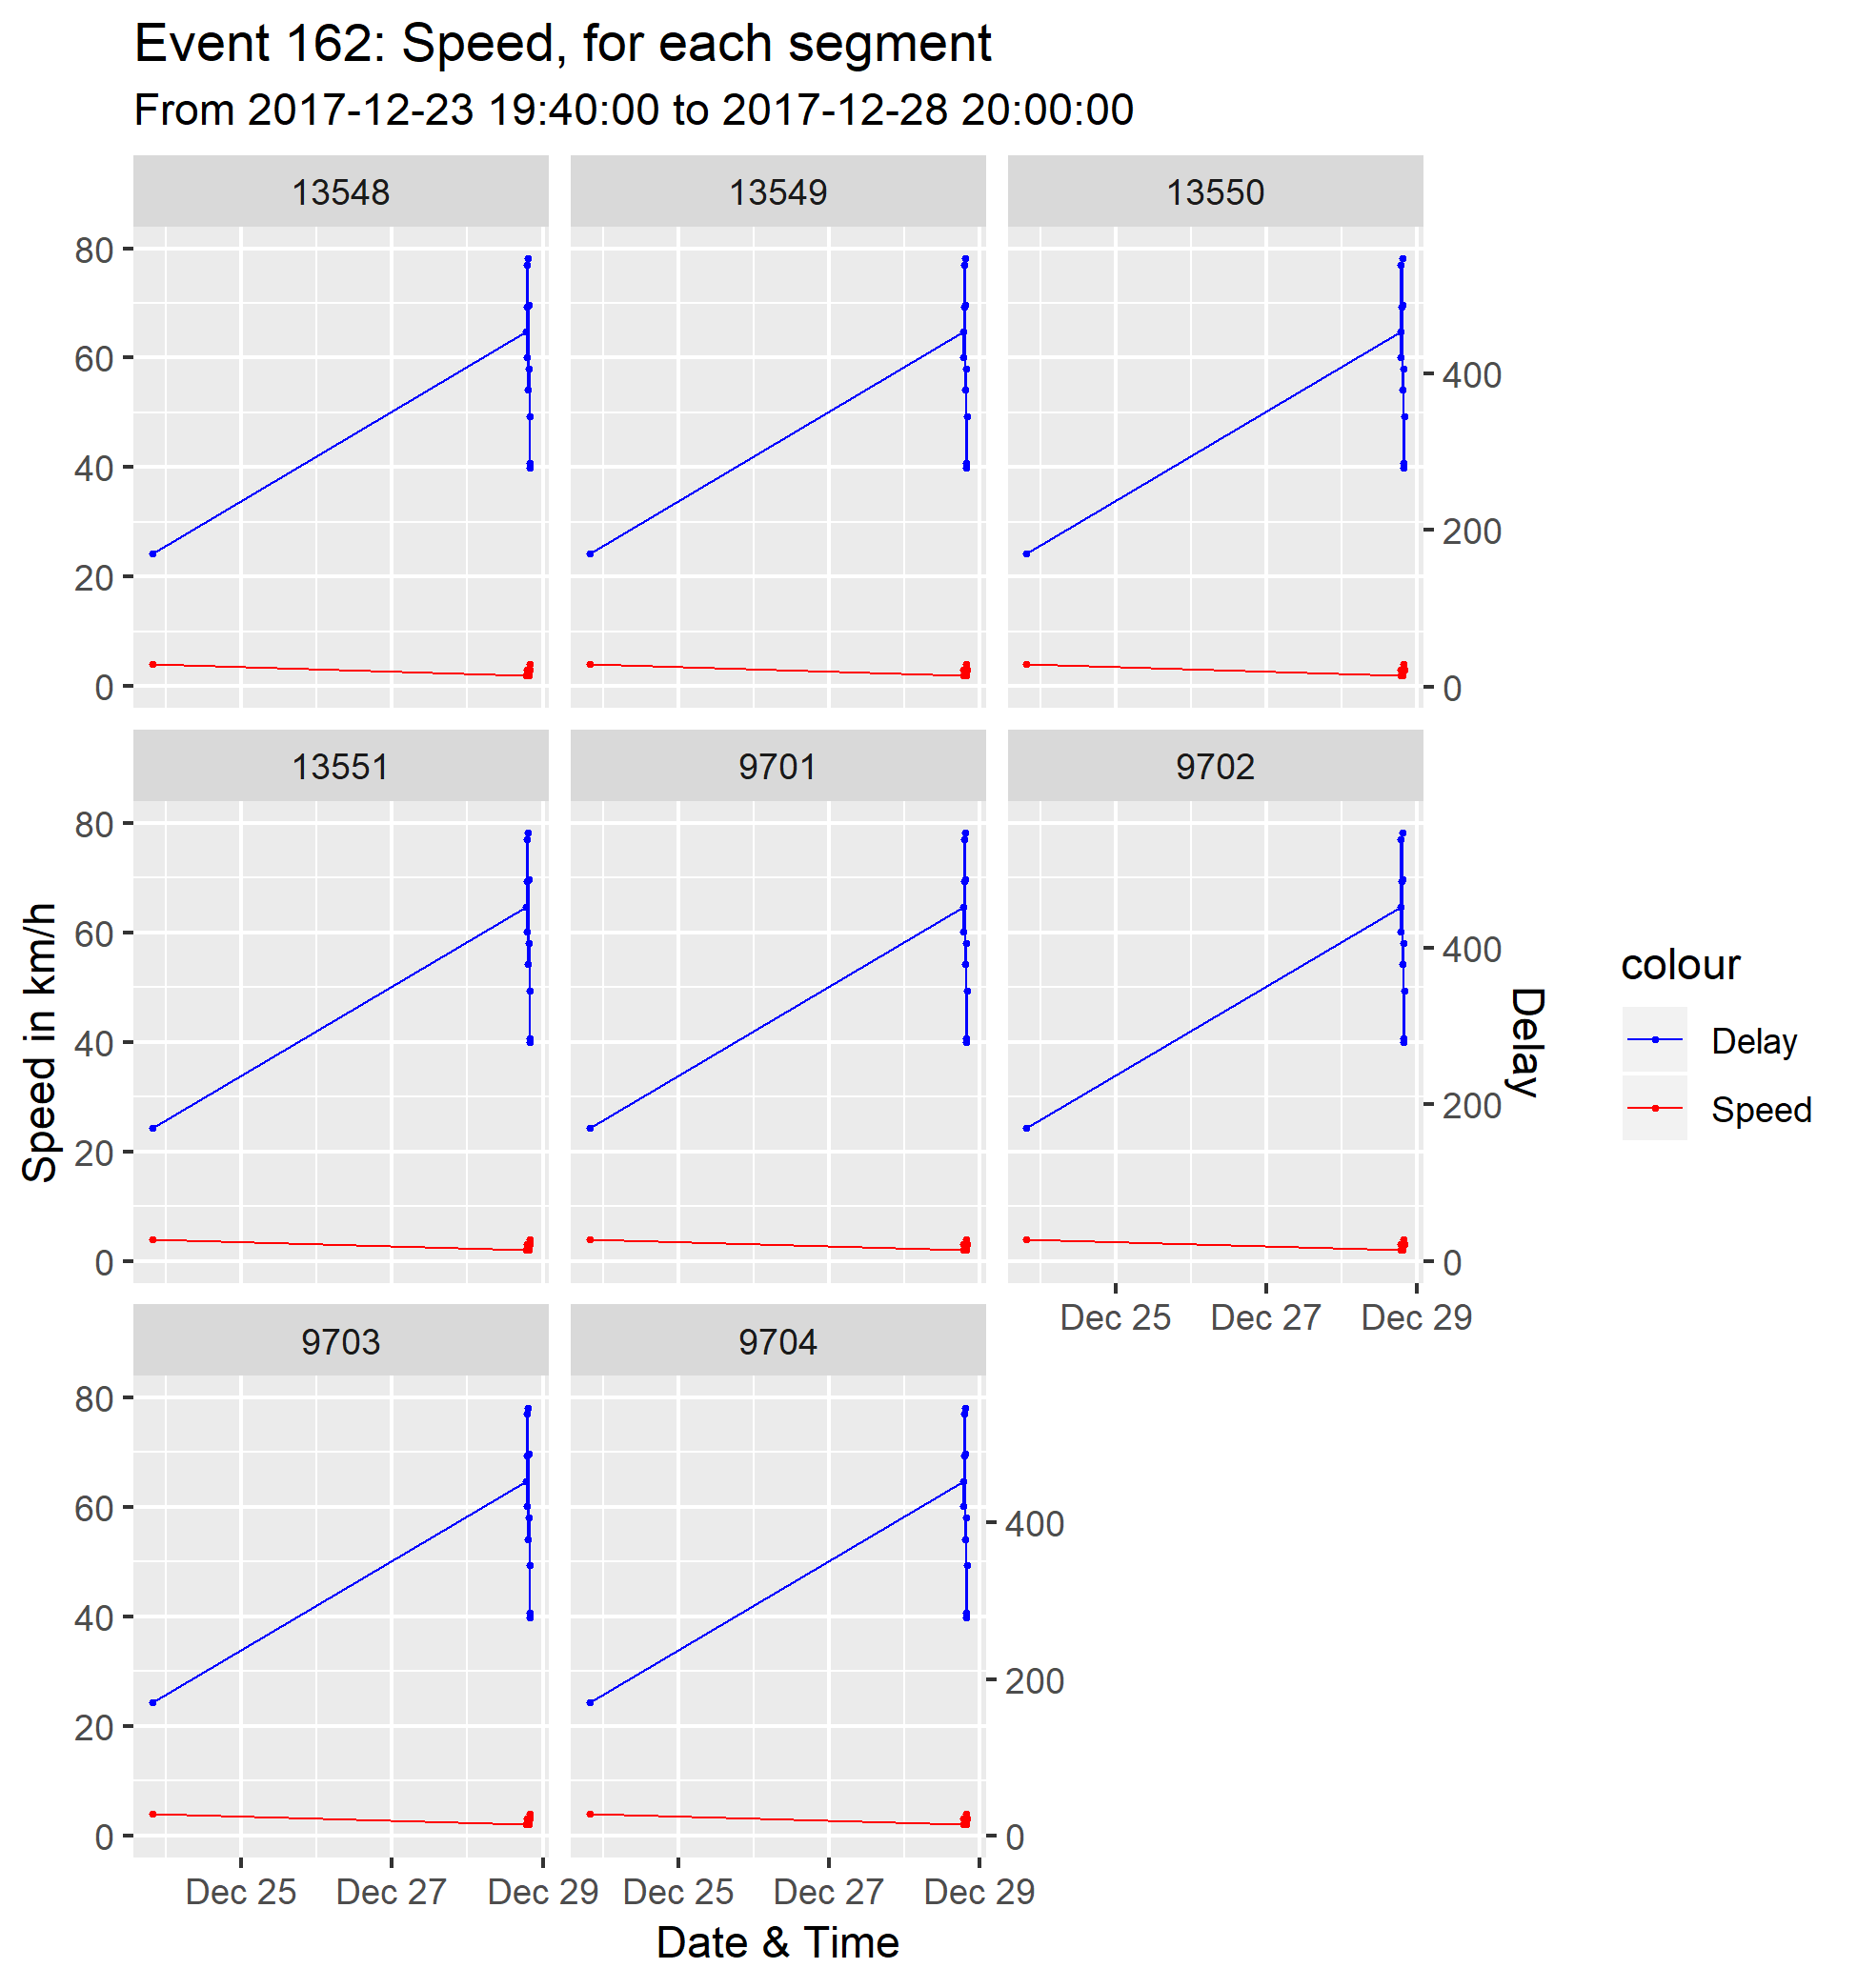 Event 162: Speed, for each segment
From 2017-12-23 19:40:00 to 2017-12-28 20:00:00
13548 13549 13550
80
60
40
20
0
400
200
0
13551 9701 9702
80
60
40
20
0
400
200
0
Dec 25 Dec 27 Dec 29
9703 9704
80
60
40
20
0
400
200
0
Dec 25 Dec 27 Dec 29 Dec 25 Dec 27 Dec 29
Date & Time
Speed in km/h
Delay
colour
Delay
Speed